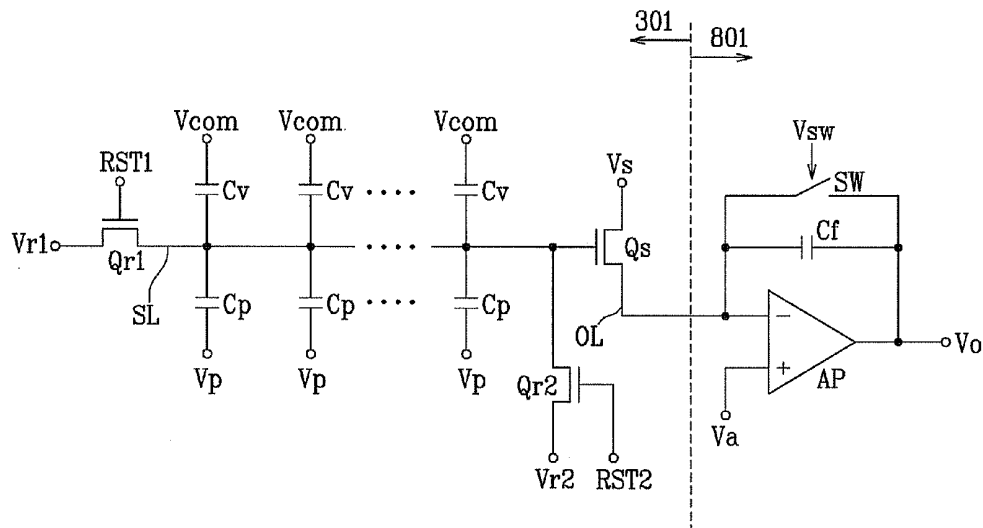 301
801
Vcom Vcom Vcom
Vsw
RST1
Vs
Cv Cv Cv
SW
Cf
Vr1
Qr1
Qs
SL
Cp Cp Cp
OL
Vo
AP
Vp Vp Vp
Qr2
Va
Vr2 RST2